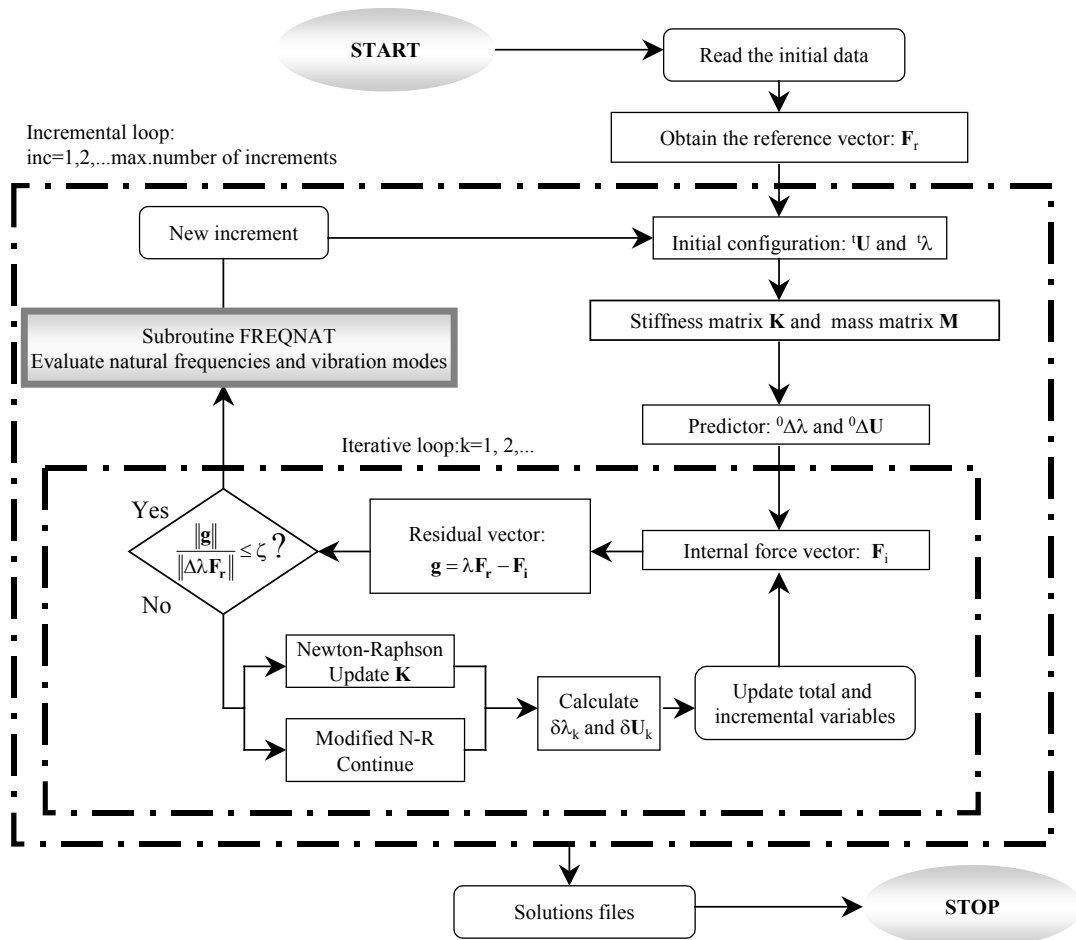 START
Read the initial data
Obtain the reference vector: Fr
Incremental loop:
inc=1,2,...max.number of increments
New increment
Initial configuration: ᵗU and ᵗλ
Subroutine FREQNAT
Evaluate natural frequencies and vibration modes
Stiffness matrix K and mass matrix M
Predictor: ⁰Δλ and ⁰ΔU
Iterative loop:k=1, 2,...
Yes
‖g‖ / ‖ΔλFr‖ ≤ ζ ?
No
Residual vector:
g = λFr − Fi
Internal force vector: Fi
Newton-Raphson
Update K
Modified N-R
Continue
Calculate
δλk and δUk
Update total and
incremental variables
Solutions files
STOP